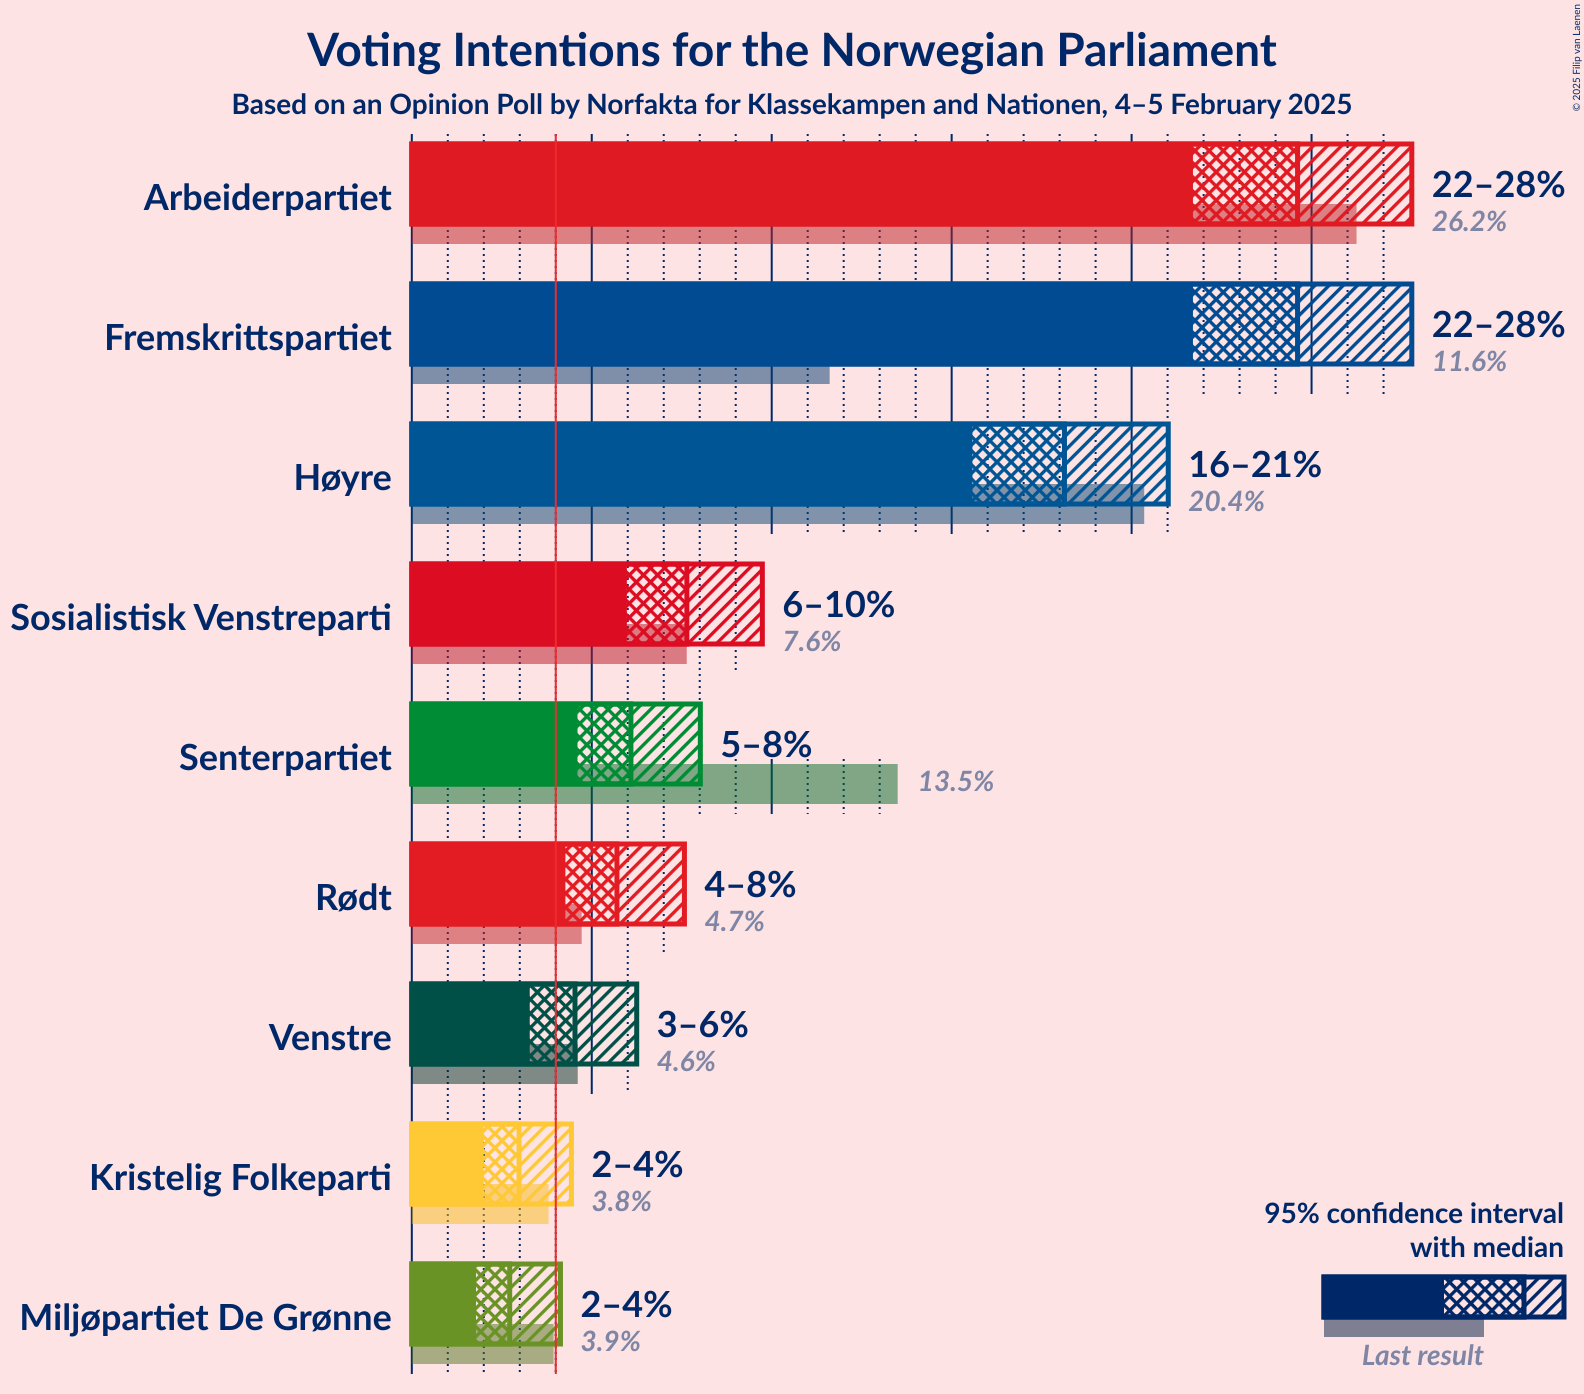 Voting Intentions for the Norwegian Parliament
Based on an Opinion Poll by Norfakta for Klassekampen and Nationen, 4–5 February 2025
© 2025 Filip van Laenen
Arbeiderpartiet
22–28%
26.2%
Fremskrittspartiet
22–28%
11.6%
Høyre
16–21%
20.4%
Sosialistisk Venstreparti
6–10%
7.6%
Senterpartiet
5–8%
13.5%
Rødt
4–8%
4.7%
Venstre
3–6%
4.6%
Kristelig Folkeparti
2–4%
3.8%
Miljøpartiet De Grønne
2–4%
3.9%
95% confidence interval
with median
Last result